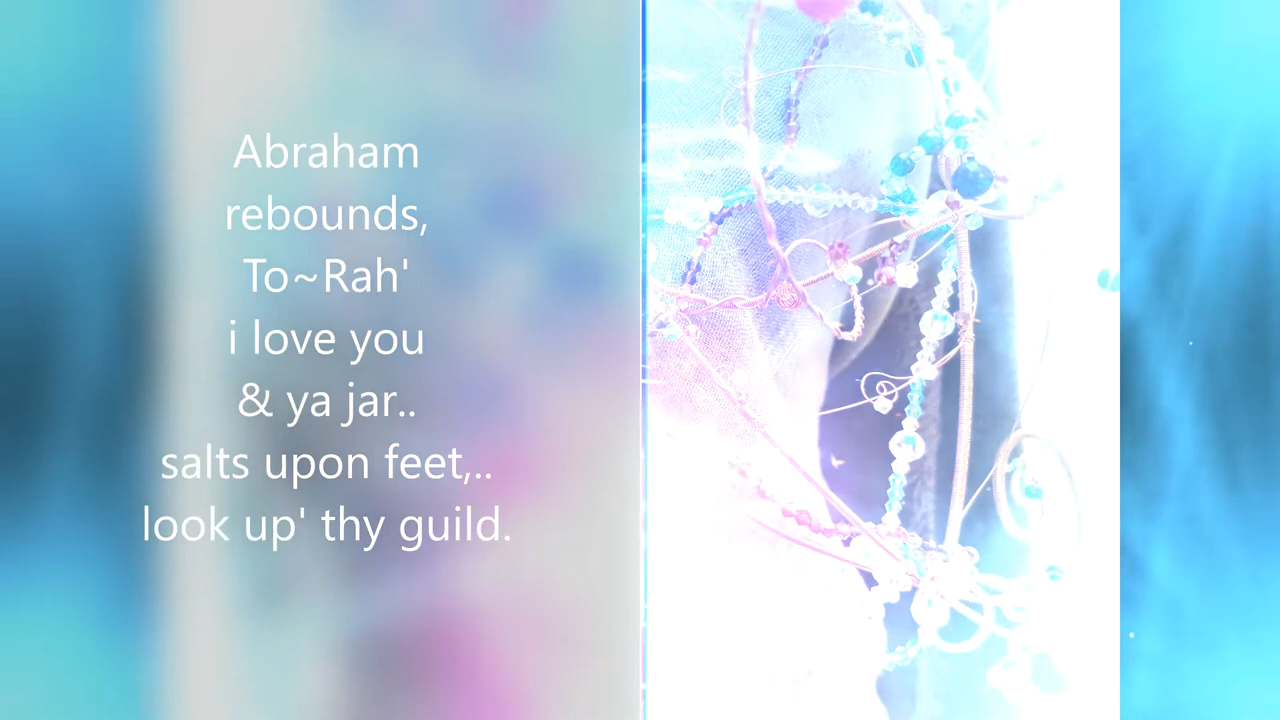 Abraham
rebounds,
To~Rah'
i love you
& ya jar..
salts upon feet,..
look up' thy guild.